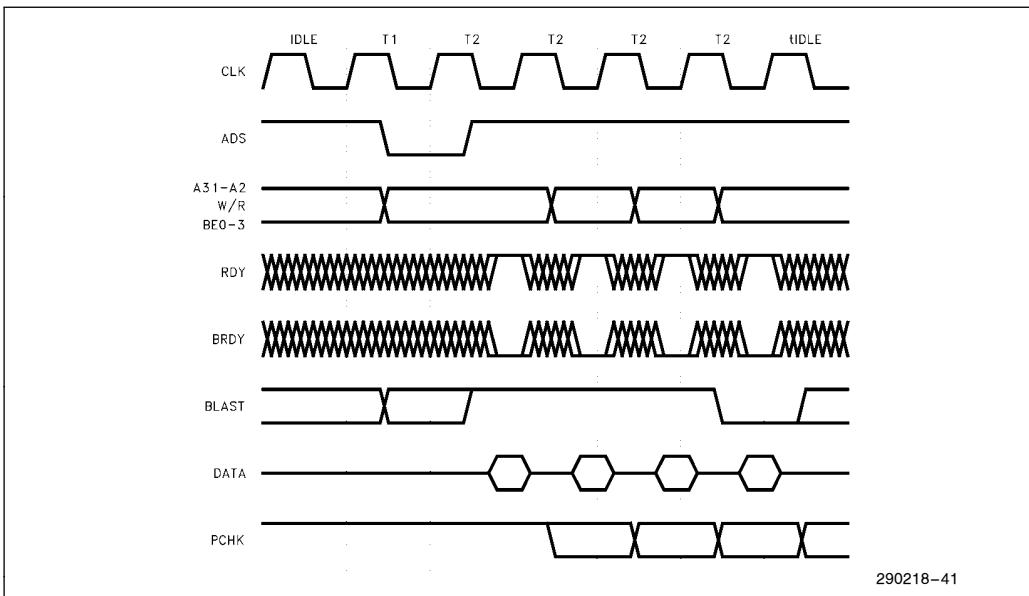 IDLE T1 T2 T2 T2 T2 tIDLE
CLK
ADS
A31-A2
W/R
BE0-3
RDY
BRDY
BLAST
DATA
PCHK
290218-41